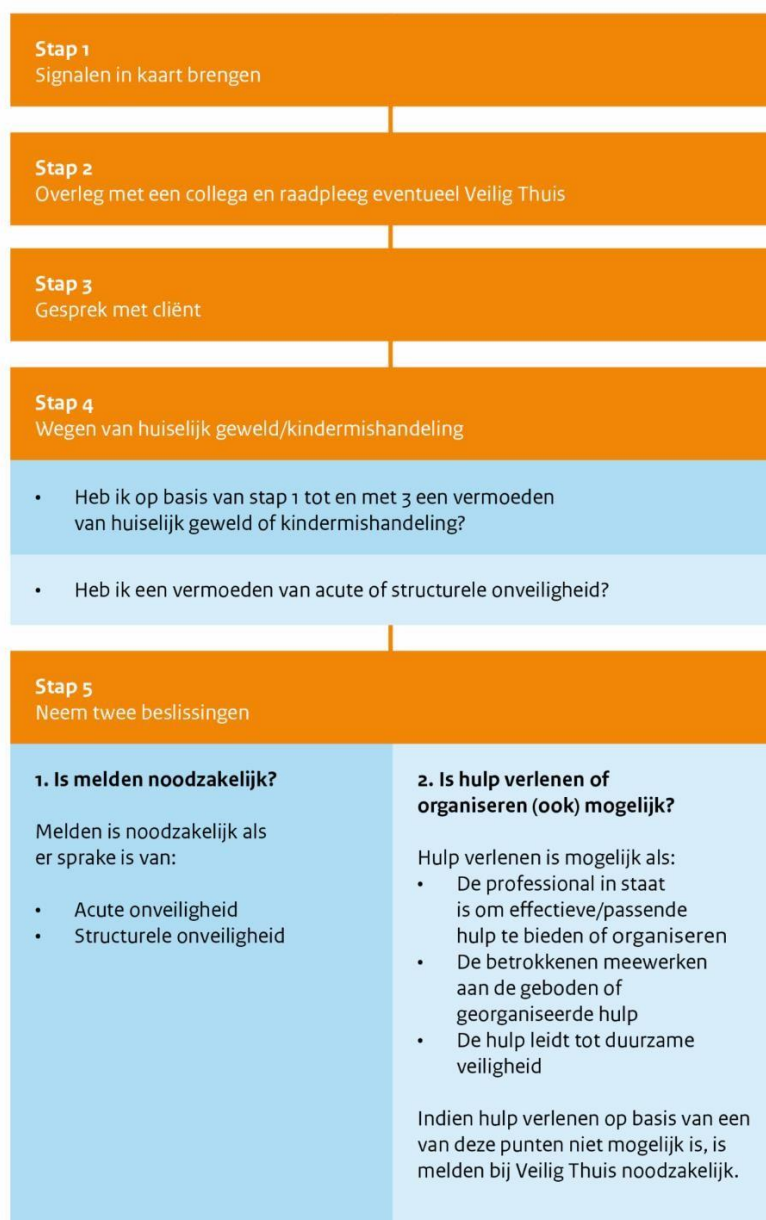 Stap 1
Signalen in kaart brengen
Stap 2
Overleg met een collega en raadpleeg eventueel Veilig Thuis
Stap 3
Gesprek met cliënt
Stap 4
Wegen van huiselijk geweld/kindermishandeling
• Heb ik op basis van stap 1 tot en met 3 een vermoeden
van huiselijk geweld of kindermishandeling?
• Heb ik een vermoeden van acute of structurele onveiligheid?
Stap 5
Neem twee beslissingen
1. Is melden noodzakelijk?
Melden is noodzakelijk als
er sprake is van:
• Acute onveiligheid
• Structurele onveiligheid
2. Is hulp verlenen of
organiseren (ook) mogelijk?
Hulp verlenen is mogelijk als:
• De professional in staat
is om effectieve/passende
hulp te bieden of organiseren
• De betrokkenen meewerken
aan de geboden of
georganiseerde hulp
• De hulp leidt tot duurzame
veiligheid
Indien hulp verlenen op basis van een
van deze punten niet mogelijk is, is
melden bij Veilig Thuis noodzakelijk.